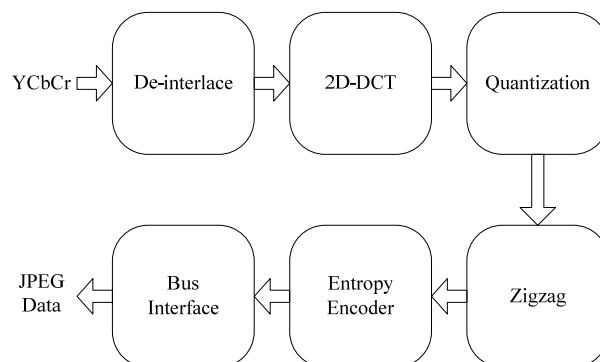 YCbCr
De-interlace
2D-DCT
Quantization
Zigzag
Entropy
Encoder
Bus
Interface
JPEG
Data